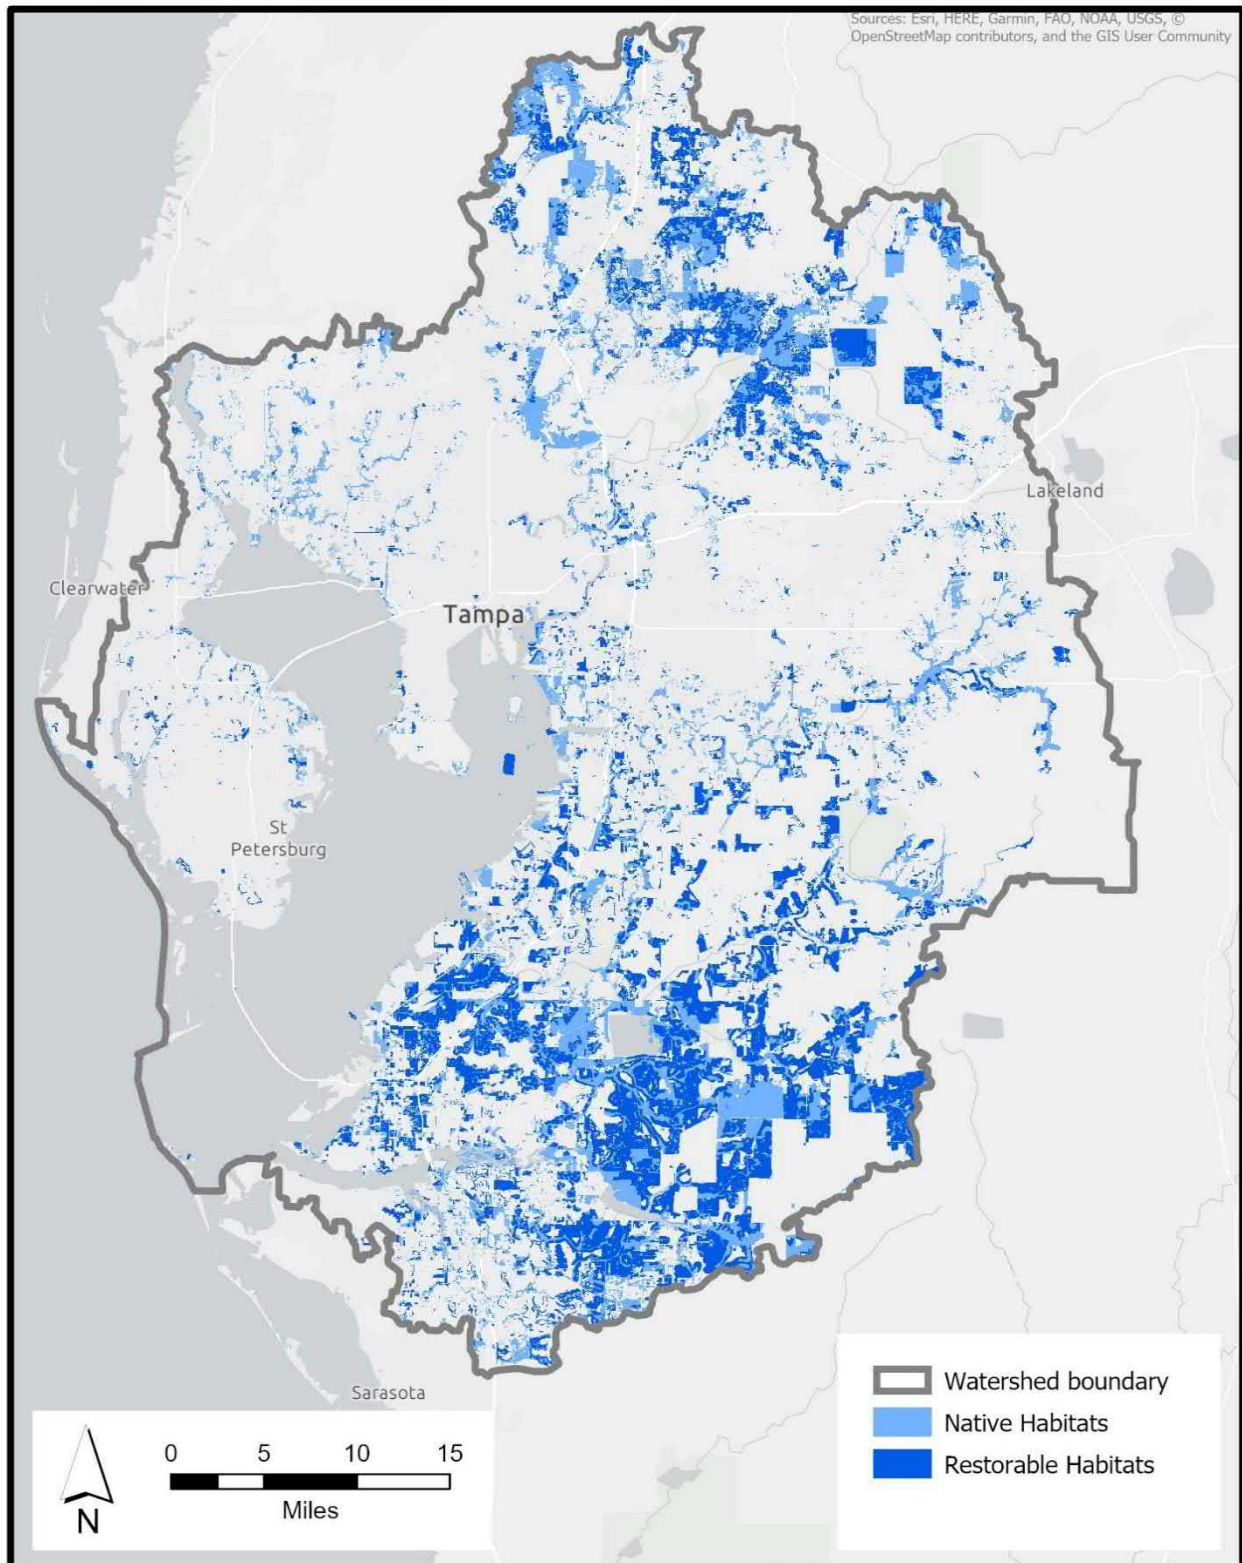 Sources: Esri, HERE, Garmin, FAO, NOAA, USGS, ©
OpenStreetMap contributors, and the GIS User Community
Lakeland
Clearwater
Tampa
St
Petersburg
Sarasota
Watershed boundary
Native Habitats
Restorable Habitats
0 5 10 15
Miles
N